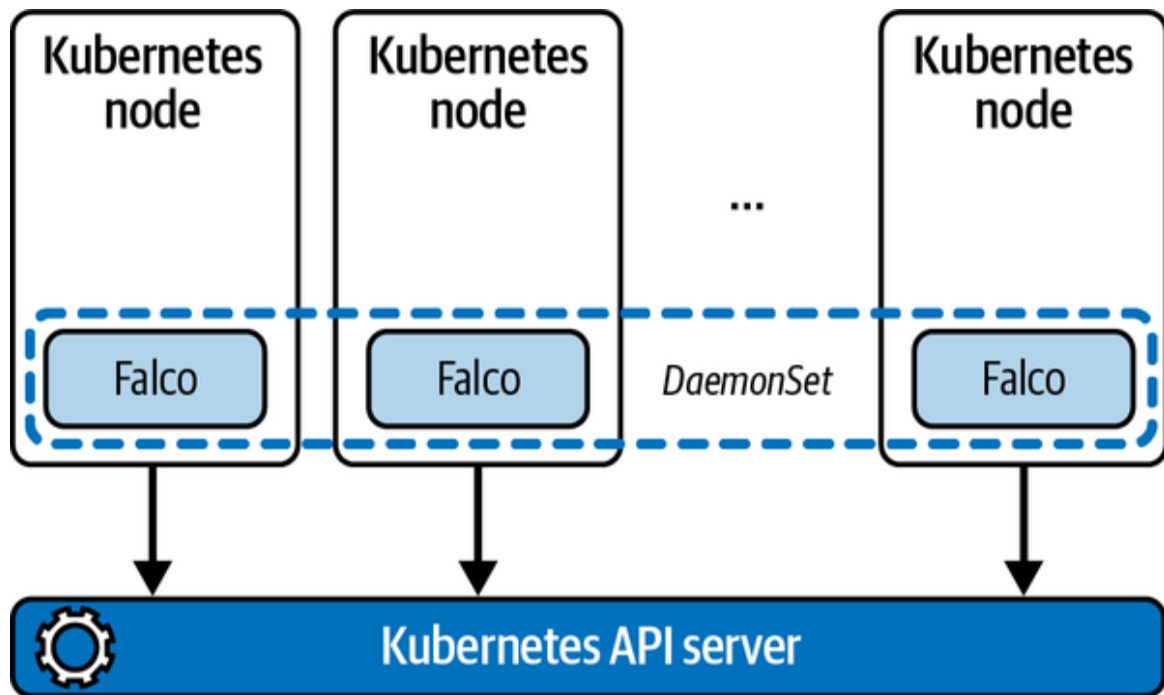 Kubernetes
node
Kubernetes
node
Kubernetes
node
...
Falco
Falco
DaemonSet
Falco
Kubernetes API server